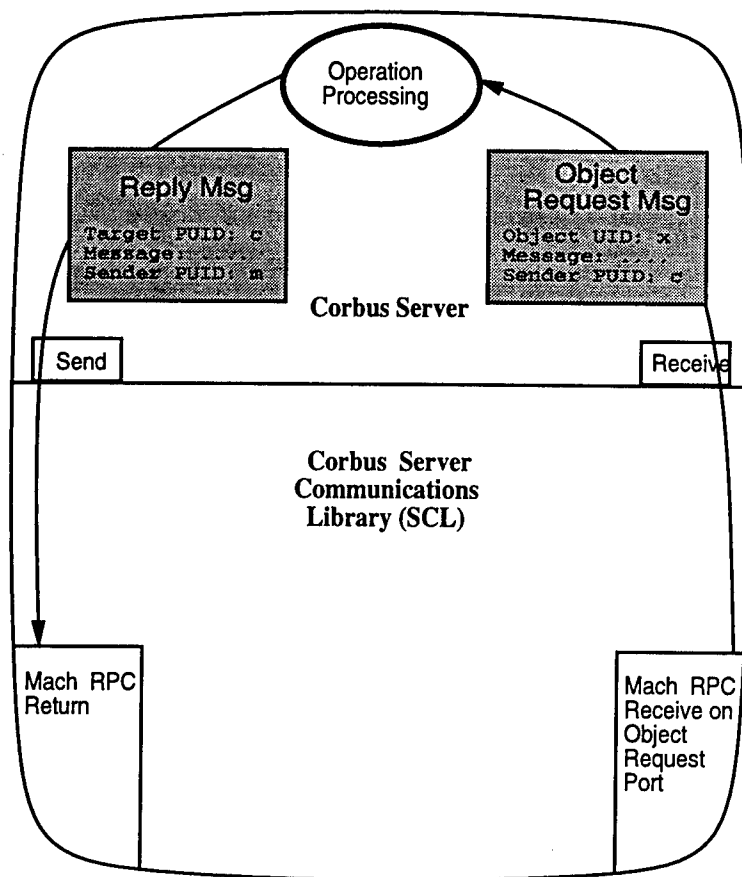 Operation
Processing
Reply Msg
Target PUID: c
Message: ....
Sender PUID: m
Object
Request Msg
Object UID: x
Message: ....
Sender PUID: c
Corbus Server
Send
Receive
Corbus Server
Communications
Library (SCL)
Mach RPC
Return
Mach RPC
Receive on
Object
Request
Port